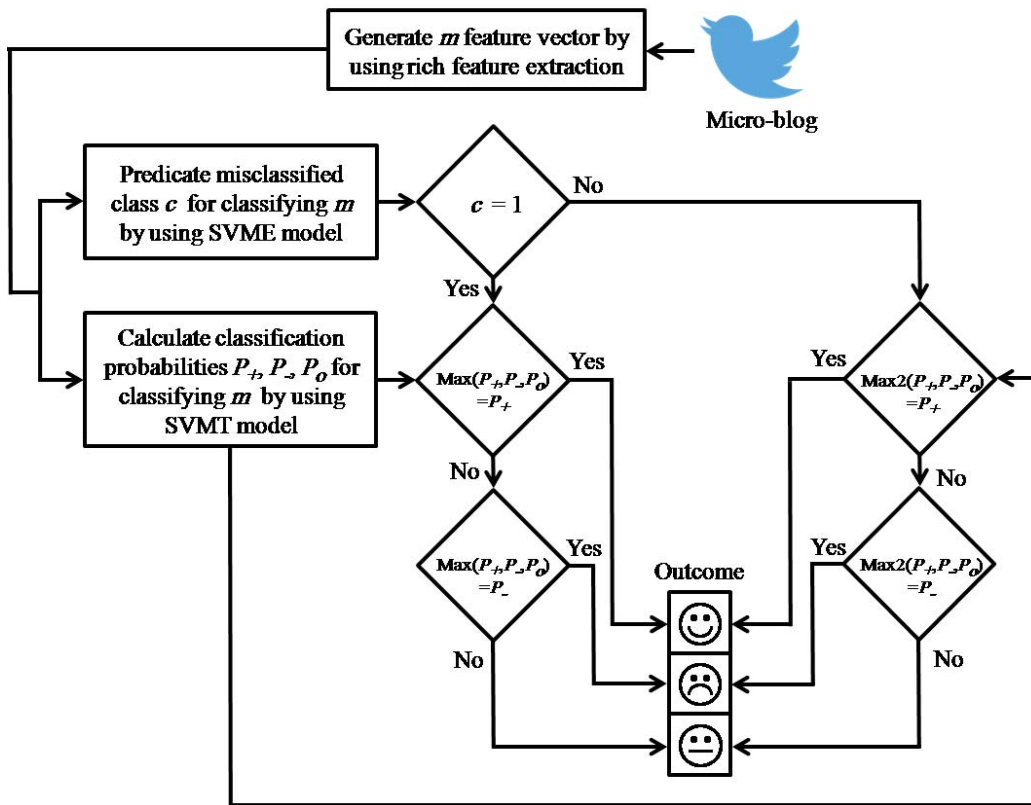 Generate m feature vector by
using rich feature extraction
Micro-blog
Predicate misclassified
class c for classifying m
by using SVME model
c = 1
No
Yes
Calculate classification
probabilities P+, P-, Po for
classifying m by using
SVMT model
Max(P+,P-,Po)
=P+
Yes
Yes
Max2(P+,P-,Po)
=P+
No
No
Max(P+,P-,Po)
=P-
Yes
Outcome
Yes
Max2(P+,P-,Po)
=P-
No
No